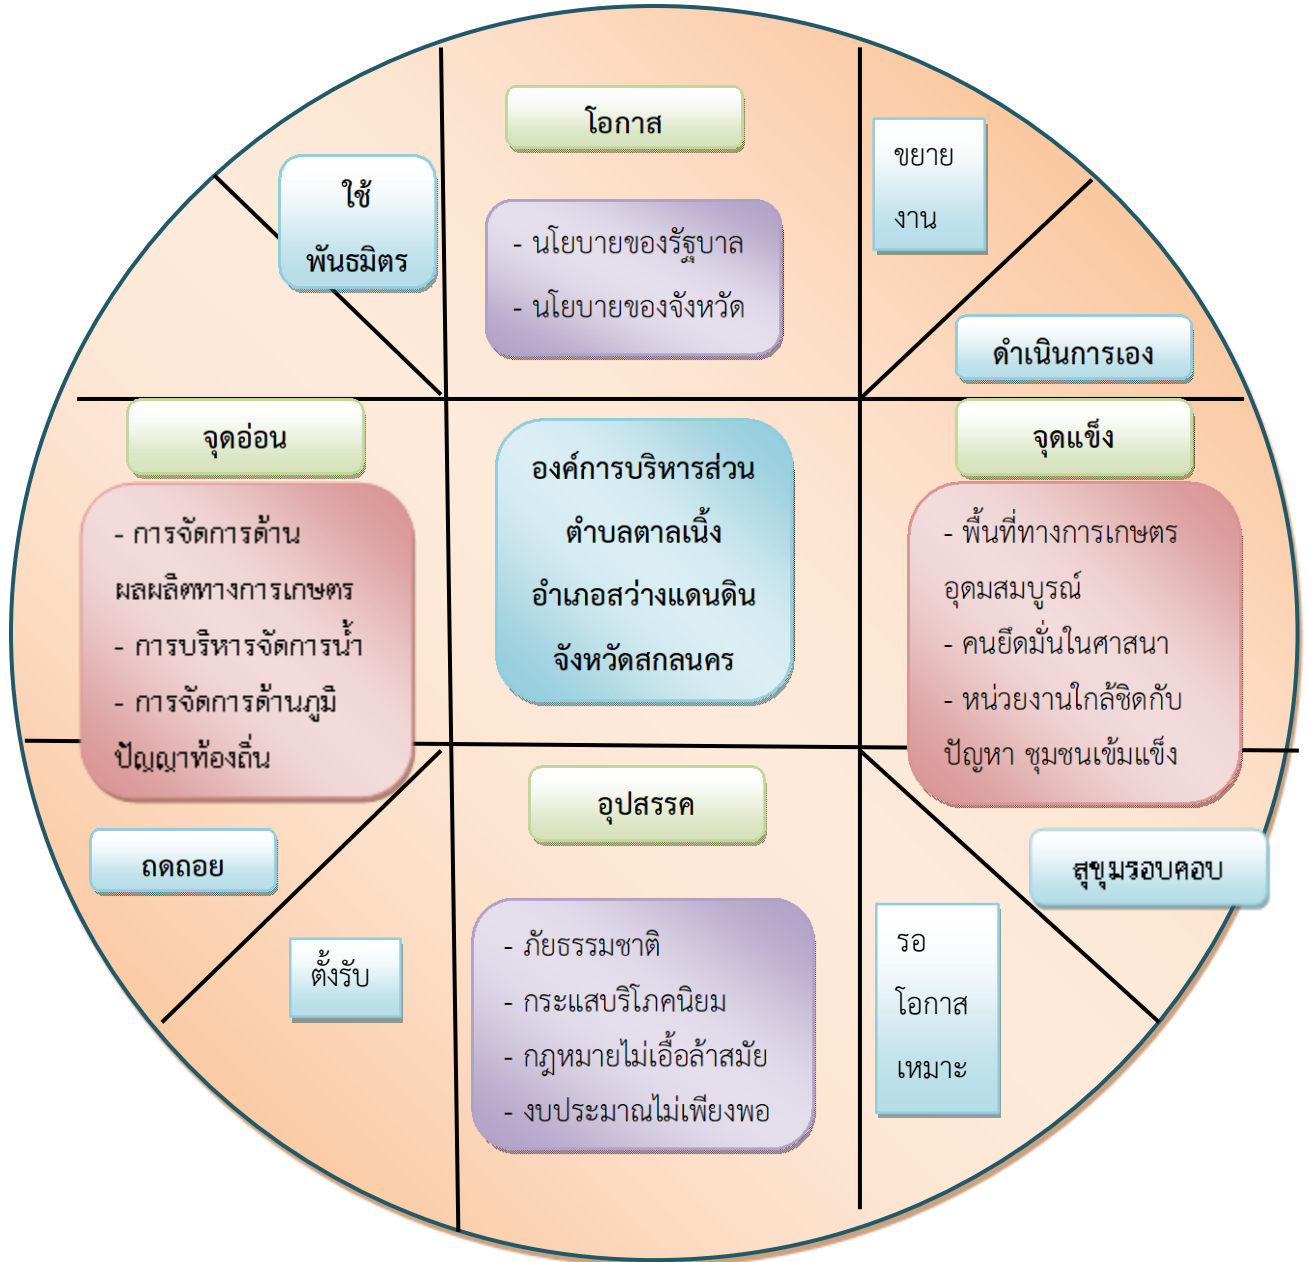 โอกาส
- นโยบายของรัฐบาล
- นโยบายของจังหวัด
ใช้
พันธมิตร
ขยาย
งาน
ดำเนินการเอง
จุดอ่อน
- การจัดการด้าน
ผลผลิตทางการเกษตร
- การบริหารจัดการน้ำ
- การจัดการด้านภูมิ
ปัญญาท้องถิ่น
องค์การบริหารส่วน
ตำบลตาลเนิ้ง
อำเภอสว่างแดนดิน
จังหวัดสกลนคร
จุดแข็ง
- พื้นที่ทางการเกษตร
อุดมสมบูรณ์
- คนยึดมั่นในศาสนา
- หน่วยงานใกล้ชิดกับ
ปัญหา ชุมชนเข้มแข็ง
ถดถอย
ตั้งรับ
อุปสรรค
- ภัยธรรมชาติ
- กระแสบริโภคนิยม
- กฎหมายไม่เอื้อล้าสมัย
- งบประมาณไม่เพียงพอ
รอ
โอกาส
เหมาะ
สุขุมรอบคอบ